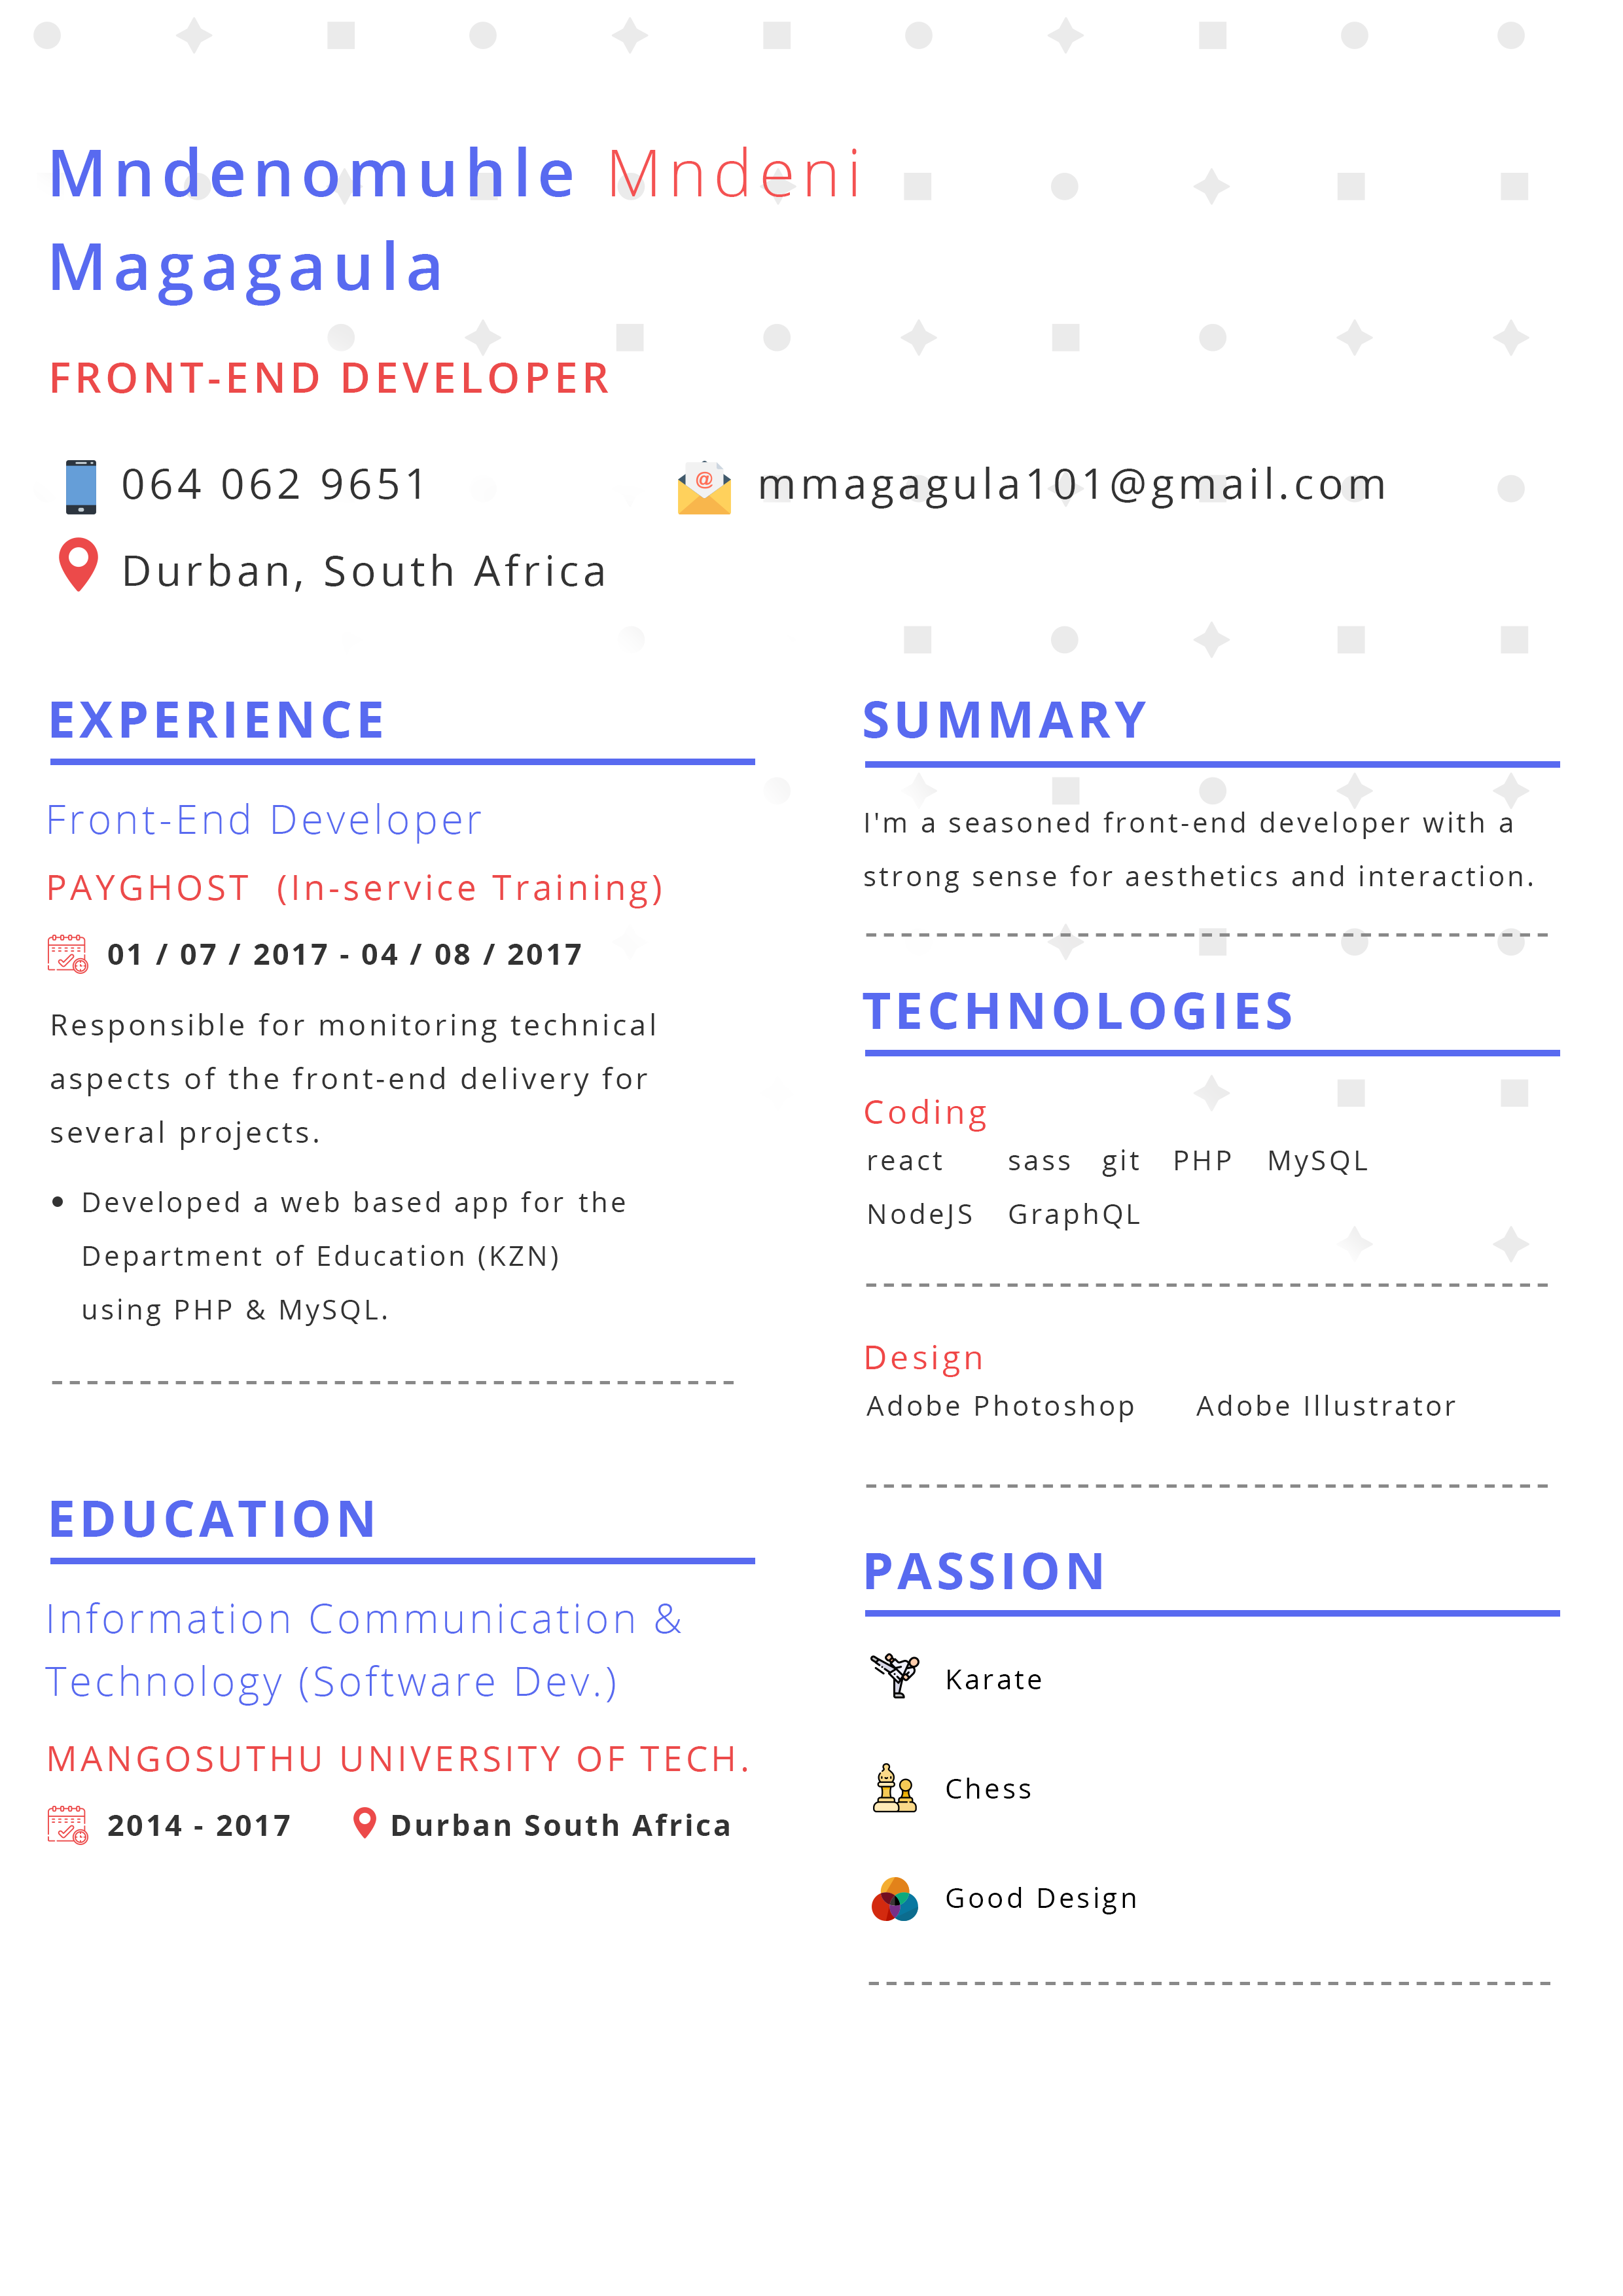 Mndenomuhle Mndeni
Magagaula
FRONT-END DEVELOPER
064 062 9651
mmagagula101@gmail.com
Durban, South Africa
EXPERIENCE
Front-End Developer
PAYGHOST (In-service Training)
01 / 07 / 2017 - 04 / 08 / 2017
Responsible for monitoring technical
aspects of the front-end delivery for
several projects.
• Developed a web based app for the
Department of Education (KZN)
using PHP & MySQL.
EDUCATION
Information Communication &
Technology (Software Dev.)
MANGOSUTHU UNIVERSITY OF TECH.
2014 - 2017 Durban South Africa
SUMMARY
I'm a seasoned front-end developer with a
strong sense for aesthetics and interaction.
TECHNOLOGIES
Coding
react sass git PHP MySQL
NodeJS GraphQL
Design
Adobe Photoshop Adobe Illustrator
PASSION
Karate
Chess
Good Design